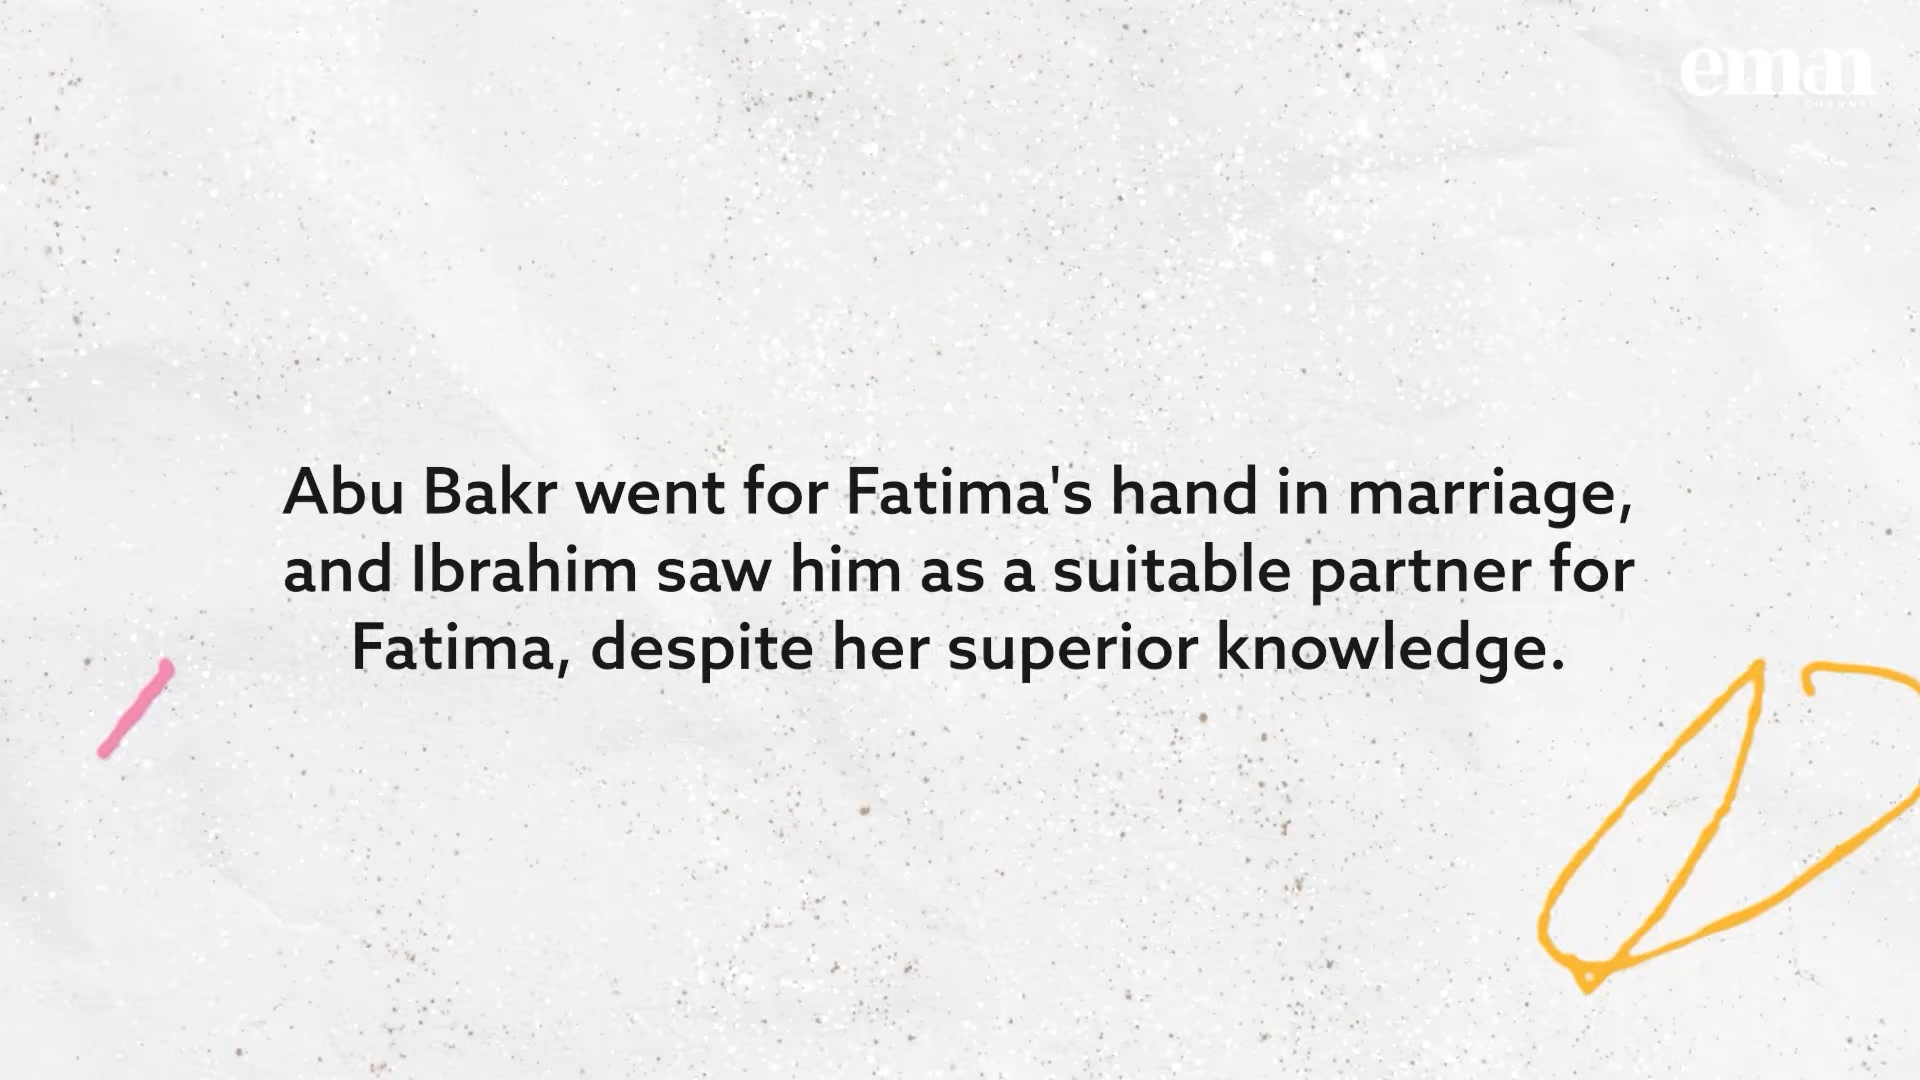 eman
CHANNEL
Abu Bakr went for Fatima's hand in marriage,
and Ibrahim saw him as a suitable partner for
Fatima, despite her superior knowledge.